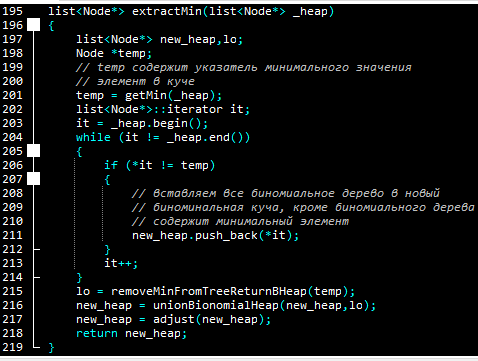 195 list<Node*> extractMin(list<Node*> _heap)
196 {
197 list<Node*> new_heap,lo;
198 Node *temp;
199 // temp содержит указатель минимального значения
200 // элемент в куче
201 temp = getMin(_heap);
202 list<Node*>::iterator it;
203 it = _heap.begin();
204 while (it != _heap.end())
205 {
206 if (*it != temp)
207 {
208 // вставляем все биномиальное дерево в новый
209 // биноминальная куча, кроме биномиального дерева
210 // содержит минимальный элемент
211 new_heap.push_back(*it);
212 }
213 it++;
214 }
215 lo = removeMinFromTreeReturnBHeap(temp);
216 new_heap = unionBionomialHeap(new_heap,lo);
217 new_heap = adjust(new_heap);
218 return new_heap;
219 }